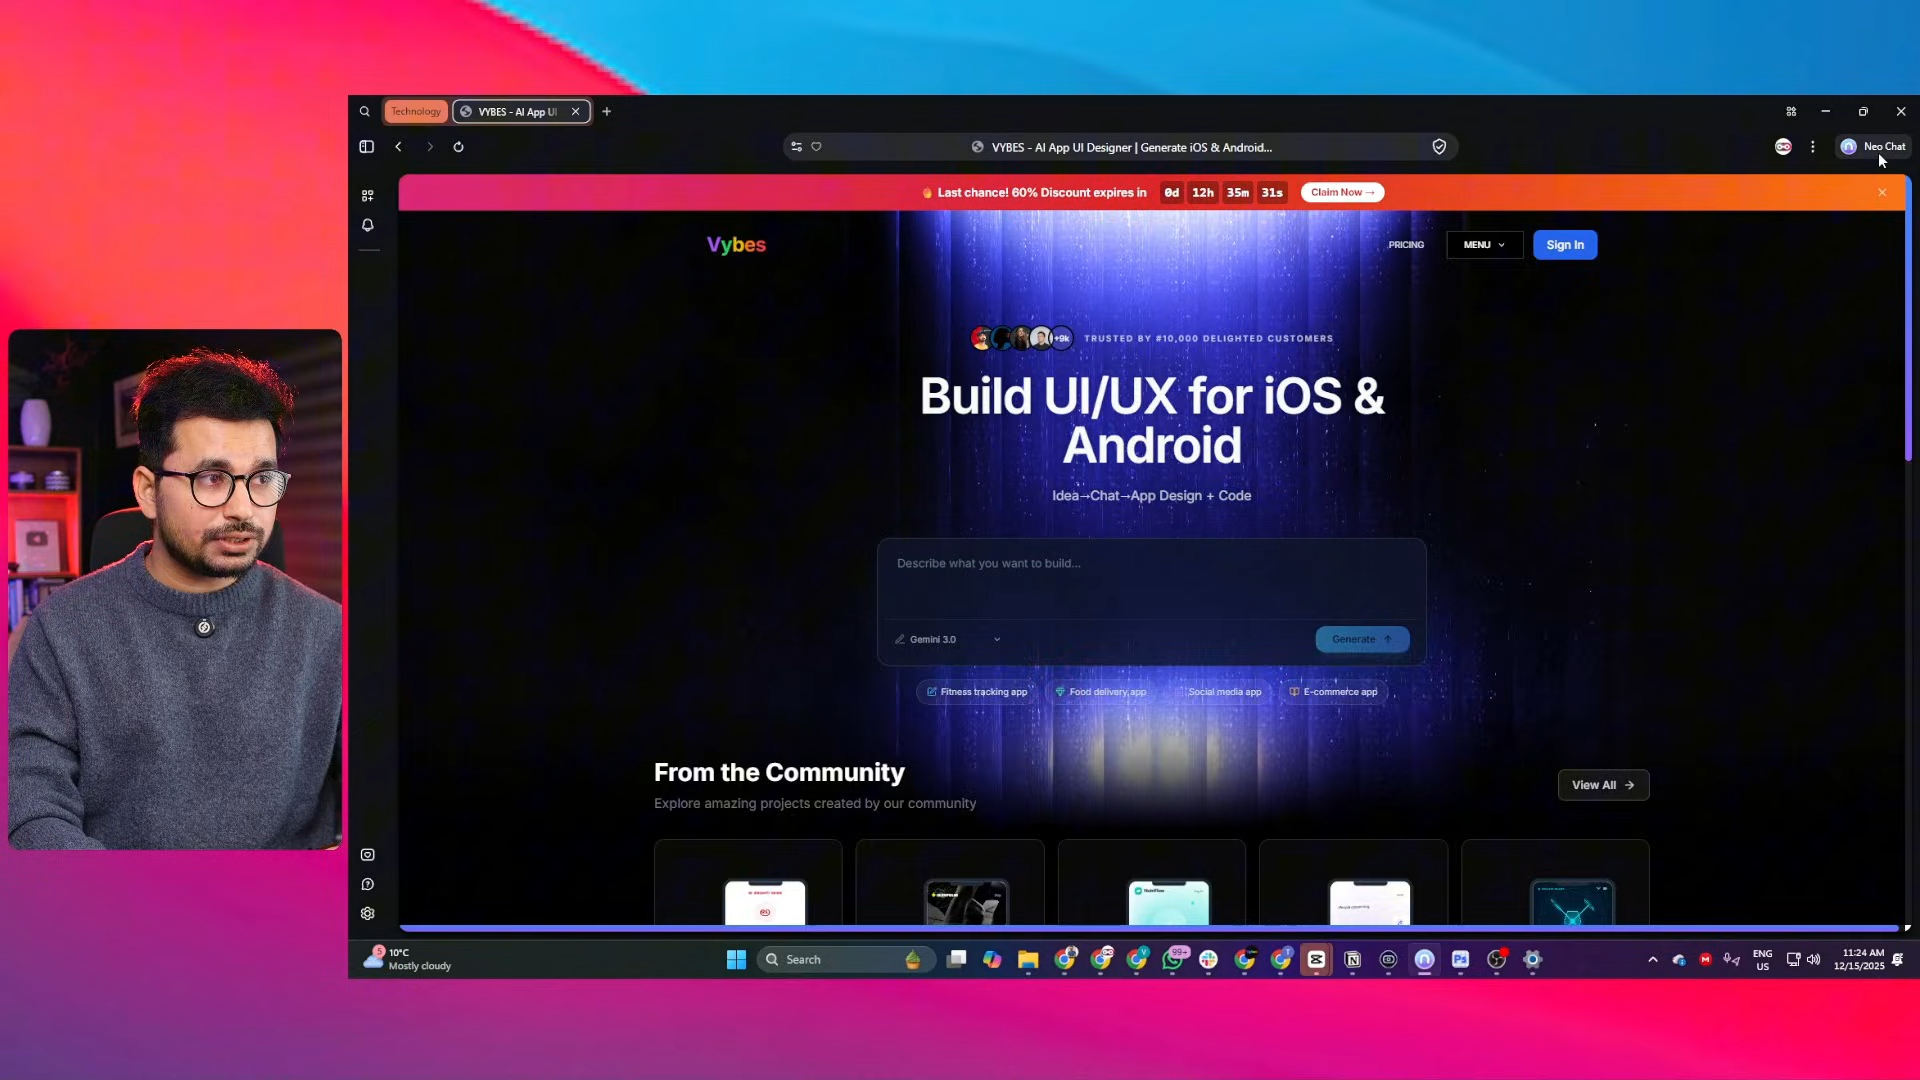 Technology
VYBES - AI App UI
VYBES - AI App UI Designer | Generate iOS & Android...
Neo Chat
Last chance! 60% Discount expires in 0d 12h 35m 31s Claim Now →
Vybes
PRICING
MENU
Sign In
+9k
TRUSTED BY #10,000 DELIGHTED CUSTOMERS
Build UI/UX for iOS &
Android
Idea→Chat→App Design + Code
Describe what you want to build...
Gemini 3.0
Generate ↑
Fitness tracking app
Food delivery app
Social media app
E-commerce app
From the Community
Explore amazing projects created by our community
View All →
5
10°C
Mostly cloudy
Search
99+
Ps
ENG
US
11:24 AM
12/15/2025